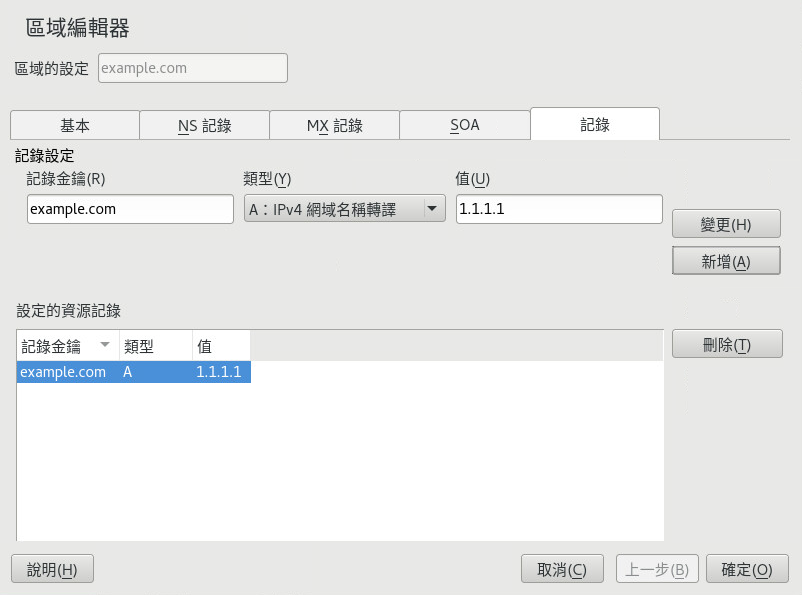 區域編輯器
區域的設定 example.com
基本 NS 記錄 MX 記錄 SOA 記錄
記錄設定
記錄金鑰(R) 類型(Y) 值(U)
example.com A：IPv4 網域名稱轉譯 1.1.1.1
變更(H)
新增(A)
設定的資源記錄
記錄金鑰 類型 值 刪除(T)
example.com A 1.1.1.1
說明(H) 取消(C) 上一步(B) 確定(O)